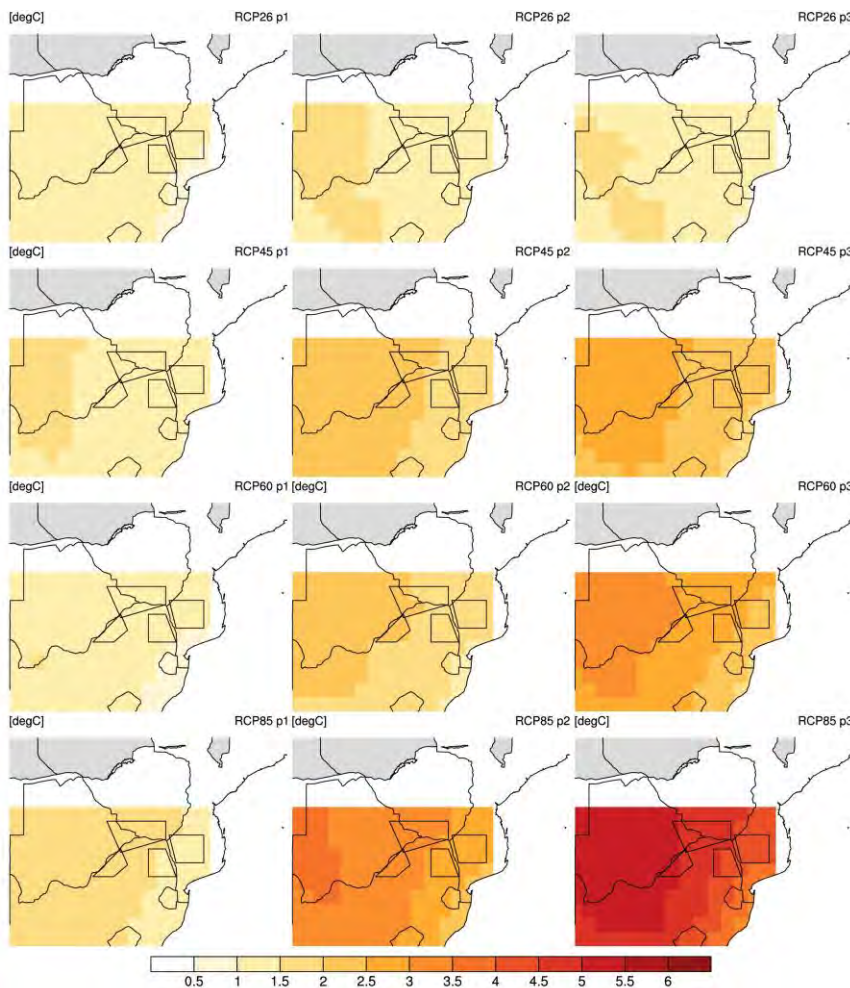 [degC] RCP26 p1 RCP26 p2 RCP26 p3
[degC] RCP45 p1 RCP45 p2 RCP45 p3
[degC] RCP60 p1 [degC] RCP60 p2 [degC] RCP60 p3
[degC] RCP85 p1 [degC] RCP85 p2 [degC] RCP85 p3
0.5 1 1.5 2 2.5 3 3.5 4 4.5 5 5.5 6